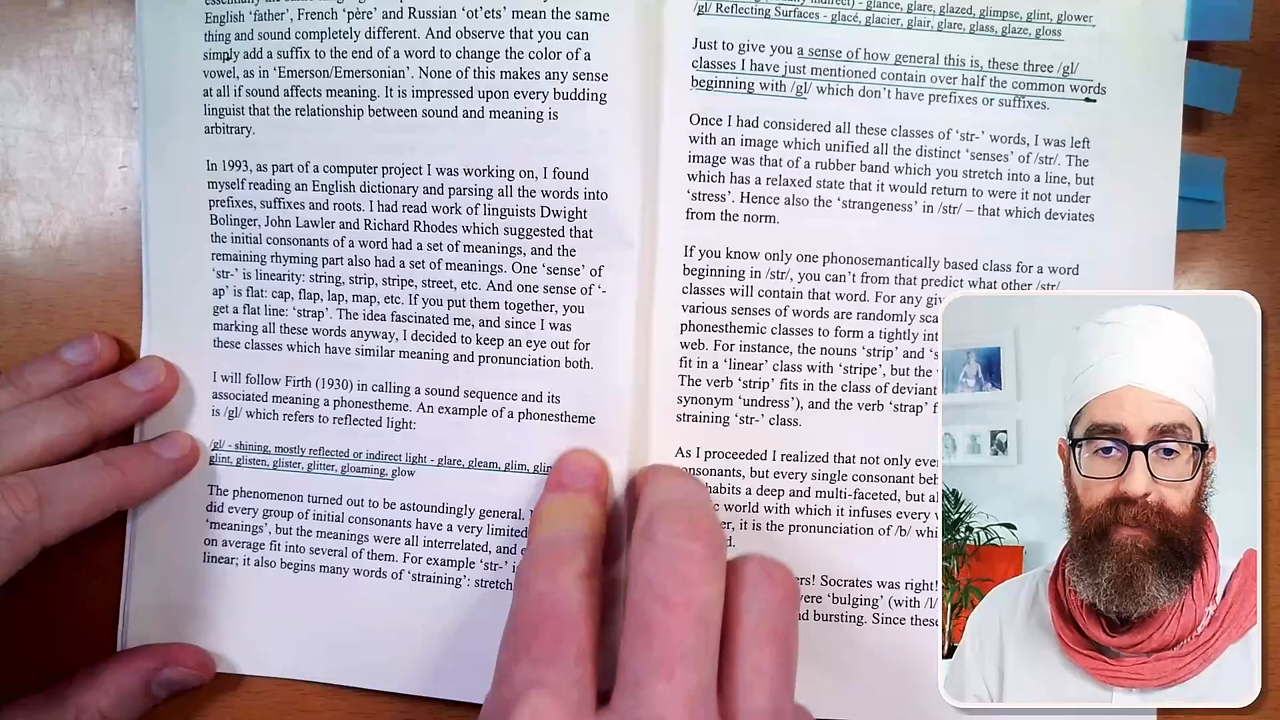 English 'father', French 'père' and Russian 'ot'ets' mean the same
thing and sound completely different. And observe that you can
simply add a suffix to the end of a word to change the color of a
vowel, as in 'Emerson/Emersonian'. None of this makes any sense
at all if sound affects meaning. It is impressed upon every budding
linguist that the relationship between sound and meaning is
arbitrary.
In 1993, as part of a computer project I was working on, I found
myself reading an English dictionary and parsing all the words into
prefixes, suffixes and roots. I had read work of linguists Dwight
Bolinger, John Lawler and Richard Rhodes which suggested that
the initial consonants of a word had a set of meanings, and the
remaining rhyming part also had a set of meanings. One 'sense' of
'str-' is linearity: string, strip, stripe, street, etc. And one sense of '-
ap' is flat: cap, flap, lap, map, etc. If you put them together, you
get a flat line: 'strap'. The idea fascinated me, and since I was
marking all these words anyway, I decided to keep an eye out for
these classes which have similar meaning and pronunciation both.
I will follow Firth (1930) in calling a sound sequence and its
associated meaning a phonestheme. An example of a phonestheme
is /gl/ which refers to reflected light:
/gl/ - shining, mostly reflected or indirect light - glare, gleam, glim,
glint, glisten, glister, glitter, gloaming, glow
The phenomenon turned out to be astoundingly general.
did every group of initial consonants have a very limited
'meanings', but the meanings were all interrelated, and
on average fit into several of them. For example 'str-'
linear; it also begins many words of 'straining': stretch
glance, glare, glazed, glimpse, glint, glower
/gl/ Reflecting Surfaces - glacé, glacier, glair, glare, glass, glaze, gloss
Just to give you a sense of how general this is, these three /gl/
classes I have just mentioned contain over half the common words
beginning with /gl/ which don't have prefixes or suffixes.
Once I had considered all these classes of 'str-' words, I was left
with an image which unified all the distinct 'senses' of /str/. The
image was that of a rubber band which you stretch into a line, but
which has a relaxed state that it would return to were it not under
'stress'. Hence also the 'strangeness' in /str/ – that which deviates
from the norm.
If you know only one phonosemantically based class for a word
beginning in /str/, you can't from that predict what other /str/
classes will contain that word. For any
various senses of words are randomly
phonesthemic classes to form a tightly
web. For instance, the nouns 'strip' and
fit in a 'linear' class with 'stripe', but the
The verb 'strip' fits in the class of deviant
synonym 'undress'), and the verb 'strap'
straining 'str-' class.
As I proceeded I realized that not only
consonants, but every single consonant
a deep and multi-faceted, but
world with which it infuses every
it is the pronunciation of /b/
Socrates was right!
'bulging' (with /l/
bursting. Since these